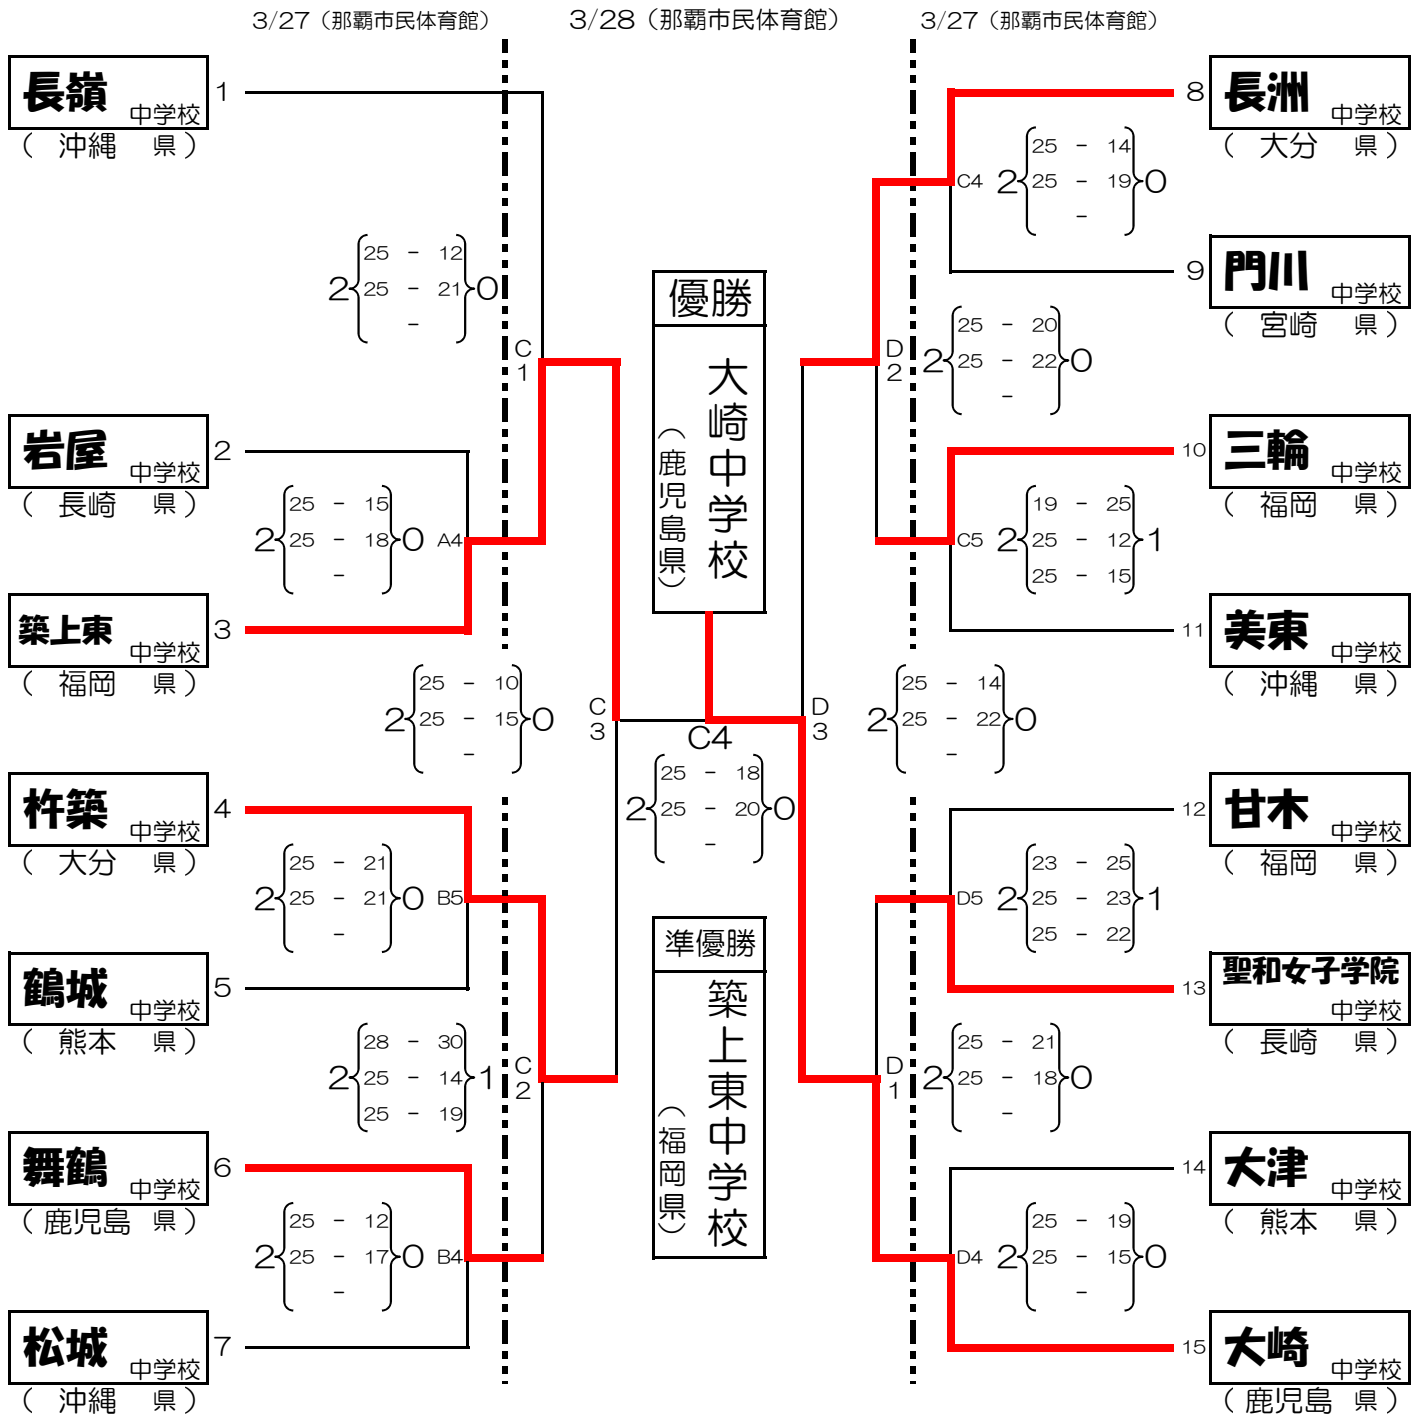 3/27（那覇市民体育館）
3/28（那覇市民体育館）
3/27（那覇市民体育館）
長嶺 中学校 1
（ 沖縄 県 ）
25 - 12
2 25 - 21 0
-
C1
岩屋 中学校 2
（ 長崎 県 ）
25 - 15
2 25 - 18 0 A4
-
築上東 中学校 3
（ 福岡 県 ）
25 - 10
2 25 - 15 0
-
C3
杵築 中学校 4
（ 大分 県 ）
25 - 21
2 25 - 21 0 B5
-
鶴城 中学校 5
（ 熊本 県 ）
28 - 30
2 25 - 14 1
25 - 19
C2
舞鶴 中学校 6
（ 鹿児島 県 ）
25 - 12
2 25 - 17 0 B4
-
松城 中学校 7
（ 沖縄 県 ）
優勝
大崎中学校
（鹿児島県）
C4
25 - 18
2 25 - 20 0
-
準優勝
築上東中学校
（福岡県）
8 長洲 中学校
（ 大分 県 ）
25 - 14
C4 2 25 - 19 0
-
9 門川 中学校
（ 宮崎 県 ）
D2
25 - 20
2 25 - 22 0
-
10 三輪 中学校
（ 福岡 県 ）
19 - 25
C5 2 25 - 12 1
25 - 15
11 美東 中学校
（ 沖縄 県 ）
D3
25 - 14
2 25 - 22 0
-
12 甘木 中学校
（ 福岡 県 ）
23 - 25
D5 2 25 - 23 1
25 - 22
13 聖和女子学院
中学校
（ 長崎 県 ）
D1
25 - 21
2 25 - 18 0
-
14 大津 中学校
（ 熊本 県 ）
25 - 19
D4 2 25 - 15 0
-
15 大崎 中学校
（ 鹿児島 県 ）